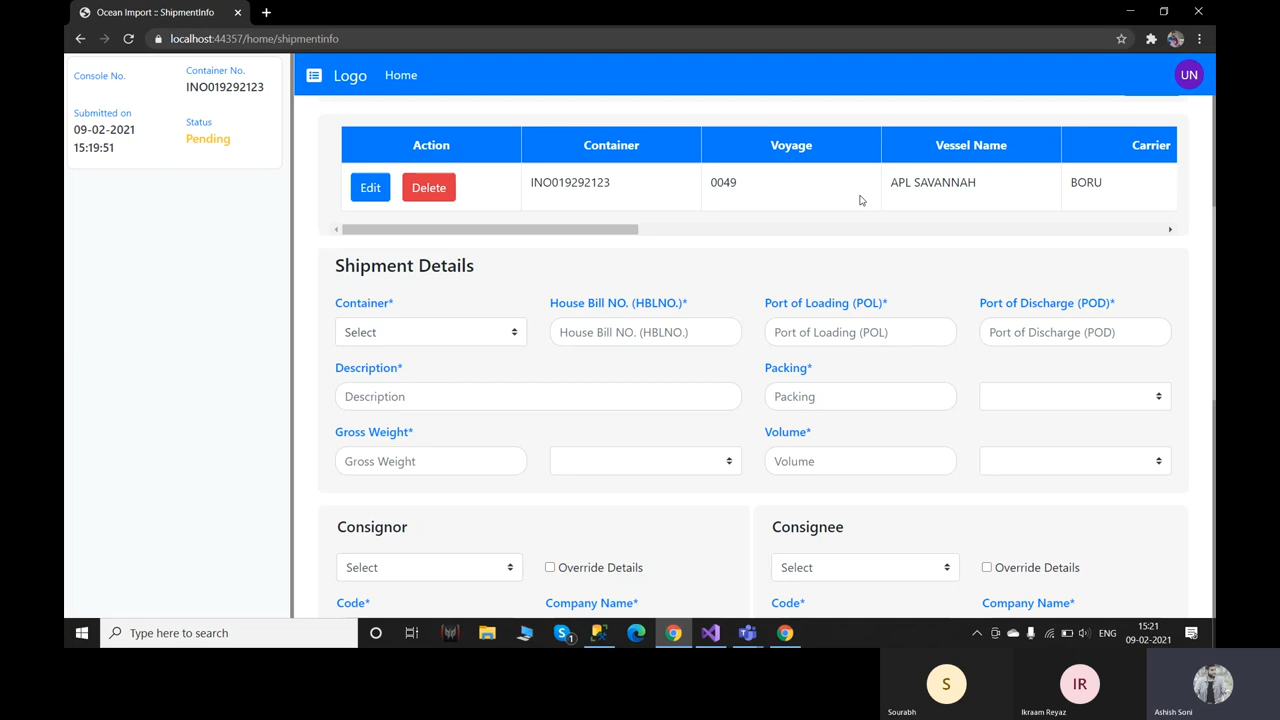 Ocean Import :: ShipmentInfo
localhost:44357/home/shipmentinfo
Console No.
Container No.
INO019292123
Submitted on
09-02-2021
15:19:51
Status
Pending
Logo
Home
UN
Action Container Voyage Vessel Name Carrier
Edit Delete INO019292123 0049 APL SAVANNAH BORU
Shipment Details
Container* House Bill NO. (HBLNO.)* Port of Loading (POL)* Port of Discharge (POD)*
Select House Bill NO. (HBLNO.) Port of Loading (POL) Port of Discharge (POD)
Description* Packing*
Description Packing
Gross Weight* Volume*
Gross Weight Volume
Consignor
Select Override Details
Code* Company Name*
Consignee
Select Override Details
Code* Company Name*
Type here to search
S 1
ENG
15:21
09-02-2021
S
Sourabh
IR
Ikraam Reyaz
Ashish Soni